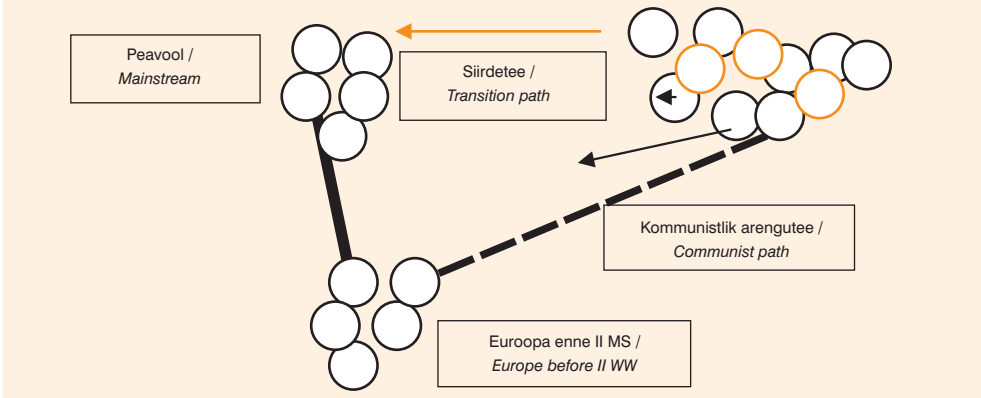 Peavool /
Mainstream
Siirdetee /
Transition path
Kommunistlik arengutee /
Communist path
Euroopa enne II MS /
Europe before II WW